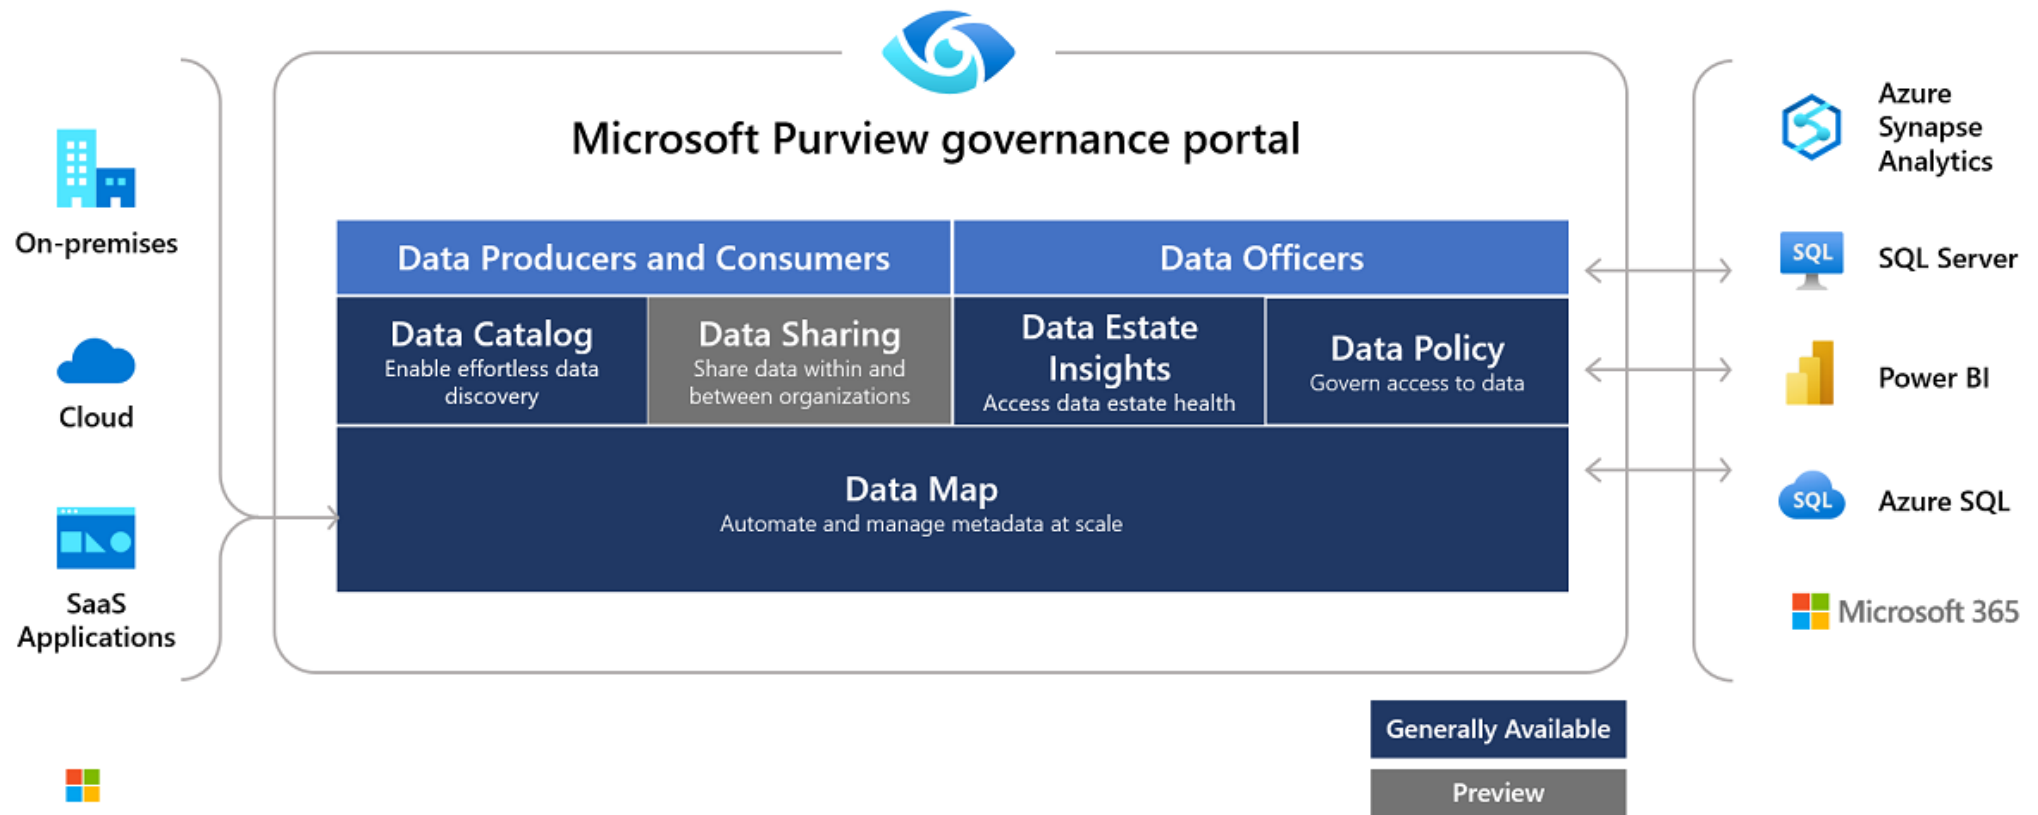 Microsoft Purview governance portal
On-premises
Cloud
SaaS
Applications
Data Producers and Consumers
Data Officers
Data Catalog
Enable effortless data
discovery
Data Sharing
Share data within and
between organizations
Data Estate
Insights
Access data estate health
Data Policy
Govern access to data
Data Map
Automate and manage metadata at scale
Azure
Synapse
Analytics
SQL
SQL Server
Power BI
SQL
Azure SQL
Microsoft 365
Generally Available
Preview